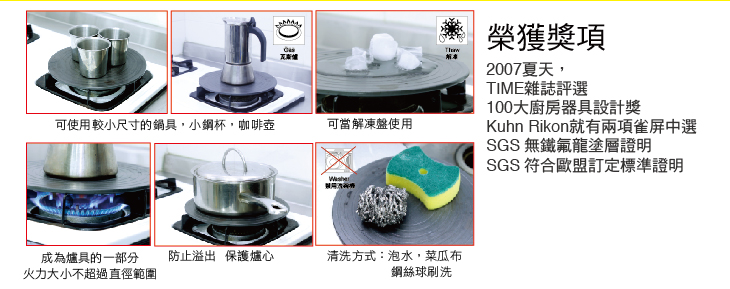 Gas
瓦斯爐
Thaw
解凍
可使用較小尺寸的鍋具，小鋼杯，咖啡壺
可當解凍盤使用
Washer
禁用洗碗機
成為爐具的一部分
火力大小不超過直徑範圍
防止溢出 保護爐心
清洗方式：泡水，菜瓜布
鋼絲球刷洗
榮獲獎項
2007夏天，
TIME雜誌評選
100大廚房器具設計獎
Kuhn Rikon就有兩項雀屏中選
SGS 無鐵氟龍塗層證明
SGS 符合歐盟訂定標準證明